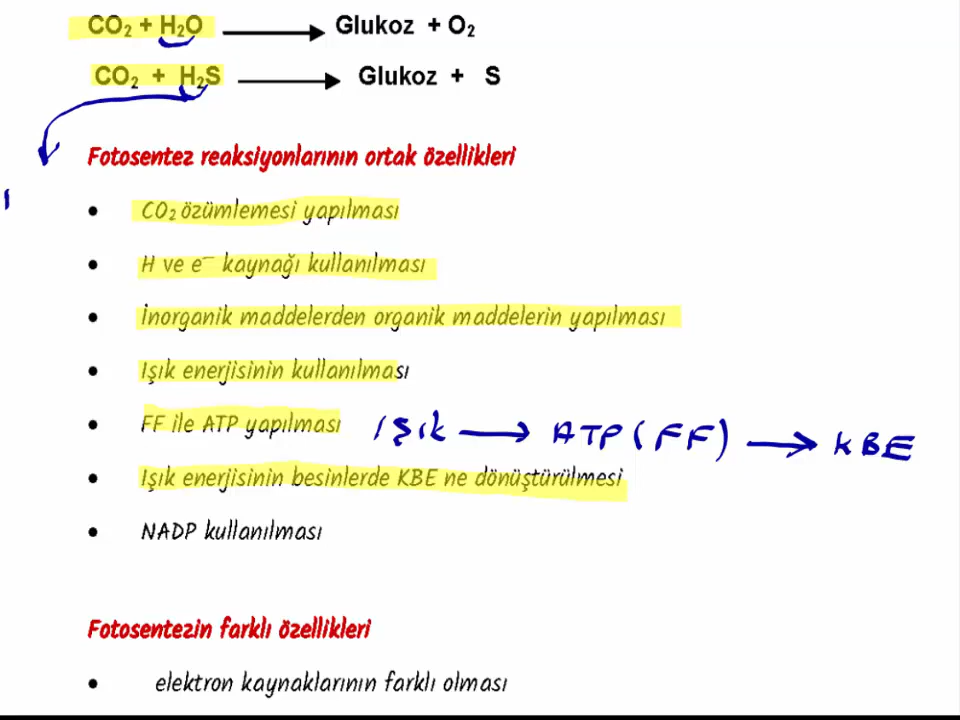 CO₂ + H₂O → Glukoz + O₂
CO₂ + H₂S → Glukoz + S
Fotosentez reaksiyonlarının ortak özellikleri
• CO₂ özümlemesi yapılması
• H ve e⁻ kaynağı kullanılması
• İnorganik maddelerden organik maddelerin yapılması
• Işık enerjisinin kullanılması
• FF ile ATP yapılması Işık → ATP (FF) → KBE
• Işık enerjisinin besinlerde KBE ne dönüştürülmesi
• NADP kullanılması
Fotosentezin farklı özellikleri
• elektron kaynaklarının farklı olması